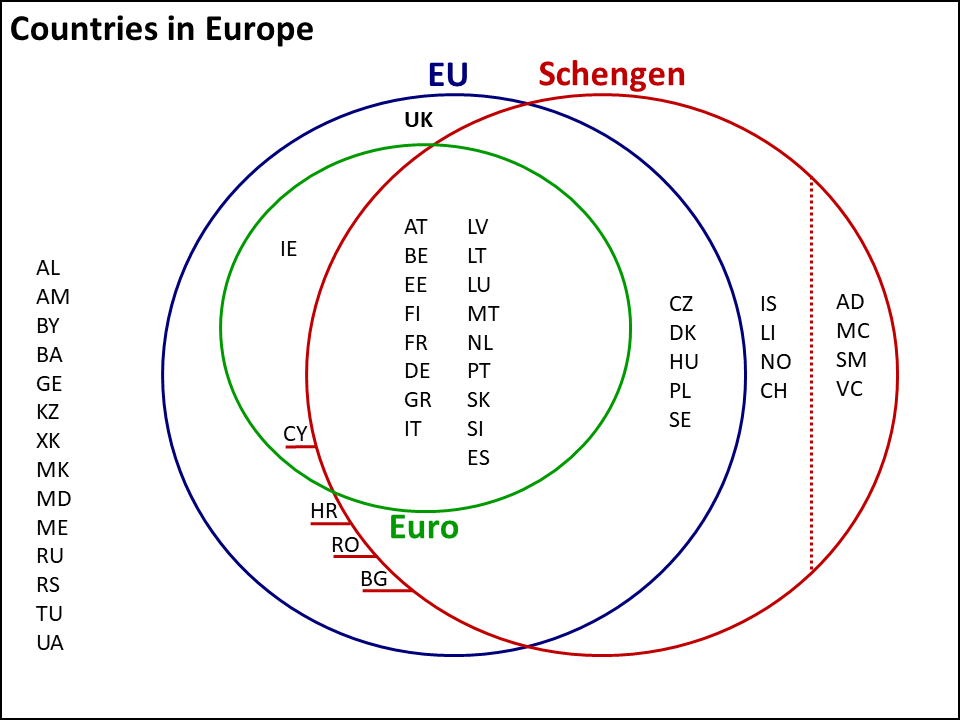 Countries in Europe
EU
Schengen
UK
IE
AT
BE
EE
FI
FR
DE
GR
IT
LV
LT
LU
MT
NL
PT
SK
SI
ES
CZ
DK
HU
PL
SE
IS
LI
NO
CH
AD
MC
SM
VC
AL
AM
BY
BA
GE
KZ
XK
MK
MD
ME
RU
RS
TU
UA
CY
HR
RO
BG
Euro